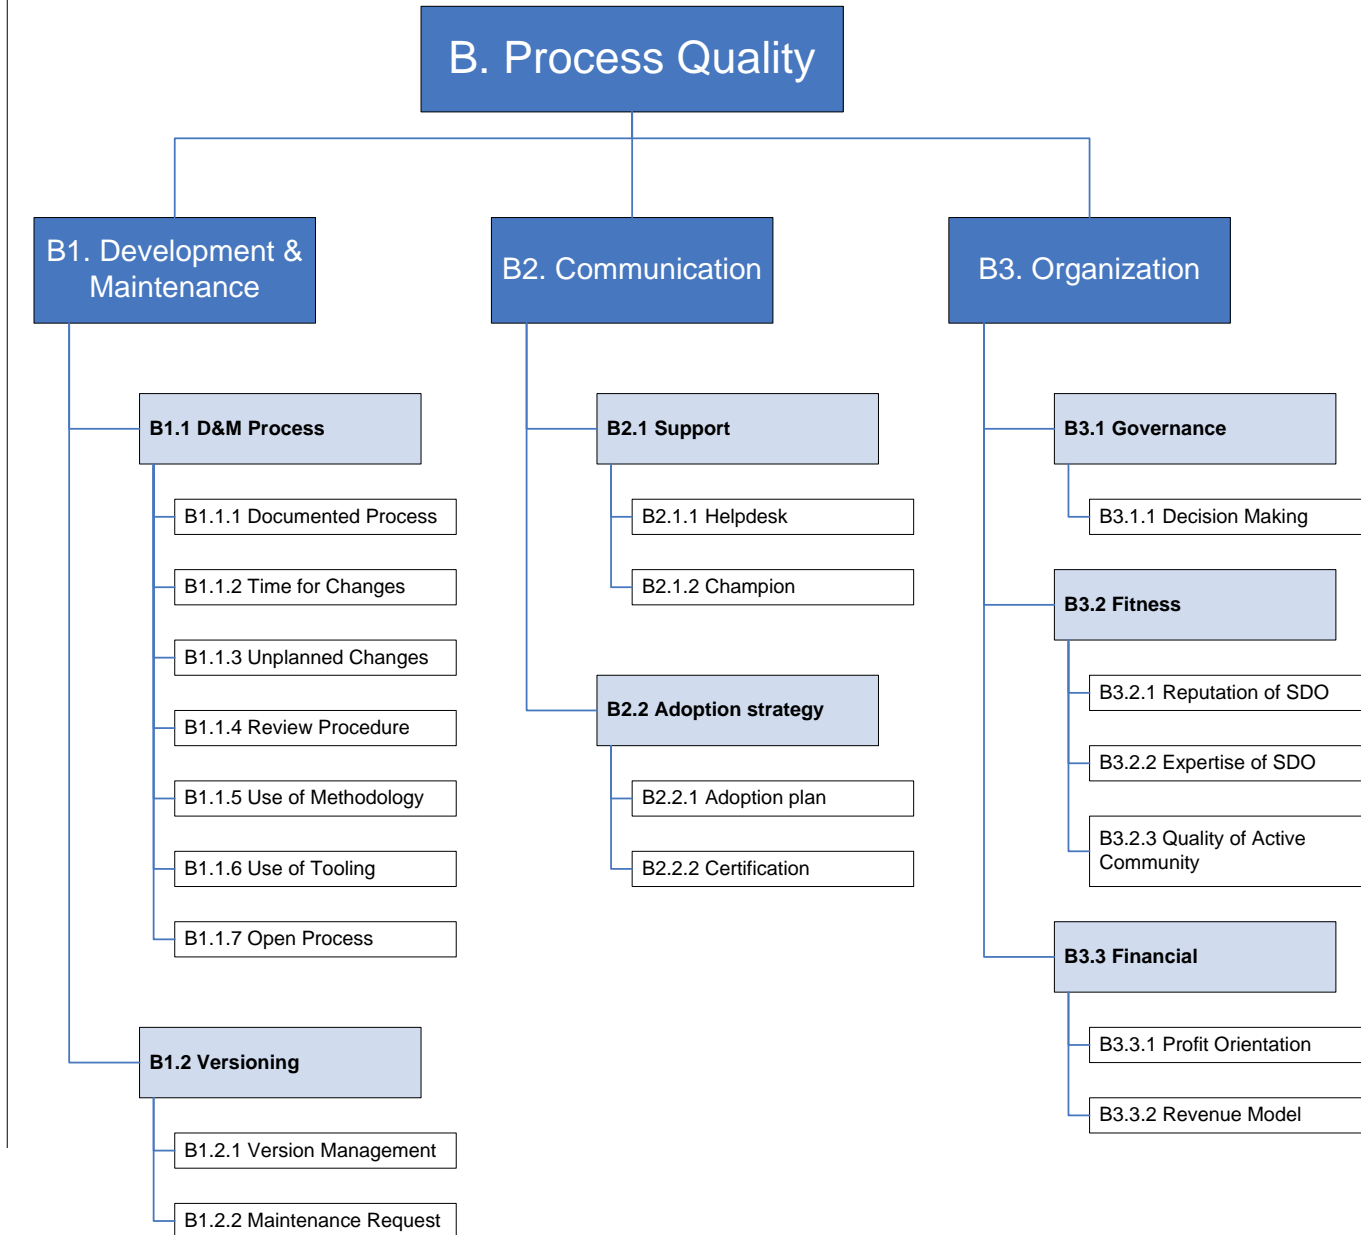 B. Process Quality
B1. Development &
Maintenance
B1.1 D&M Process
B1.1.1 Documented Process
B1.1.2 Time for Changes
B1.1.3 Unplanned Changes
B1.1.4 Review Procedure
B1.1.5 Use of Methodology
B1.1.6 Use of Tooling
B1.1.7 Open Process
B1.2 Versioning
B1.2.1 Version Management
B1.2.2 Maintenance Request
B2. Communication
B2.1 Support
B2.1.1 Helpdesk
B2.1.2 Champion
B2.2 Adoption strategy
B2.2.1 Adoption plan
B2.2.2 Certification
B3. Organization
B3.1 Governance
B3.1.1 Decision Making
B3.2 Fitness
B3.2.1 Reputation of SDO
B3.2.2 Expertise of SDO
B3.2.3 Quality of Active
Community
B3.3 Financial
B3.3.1 Profit Orientation
B3.3.2 Revenue Model